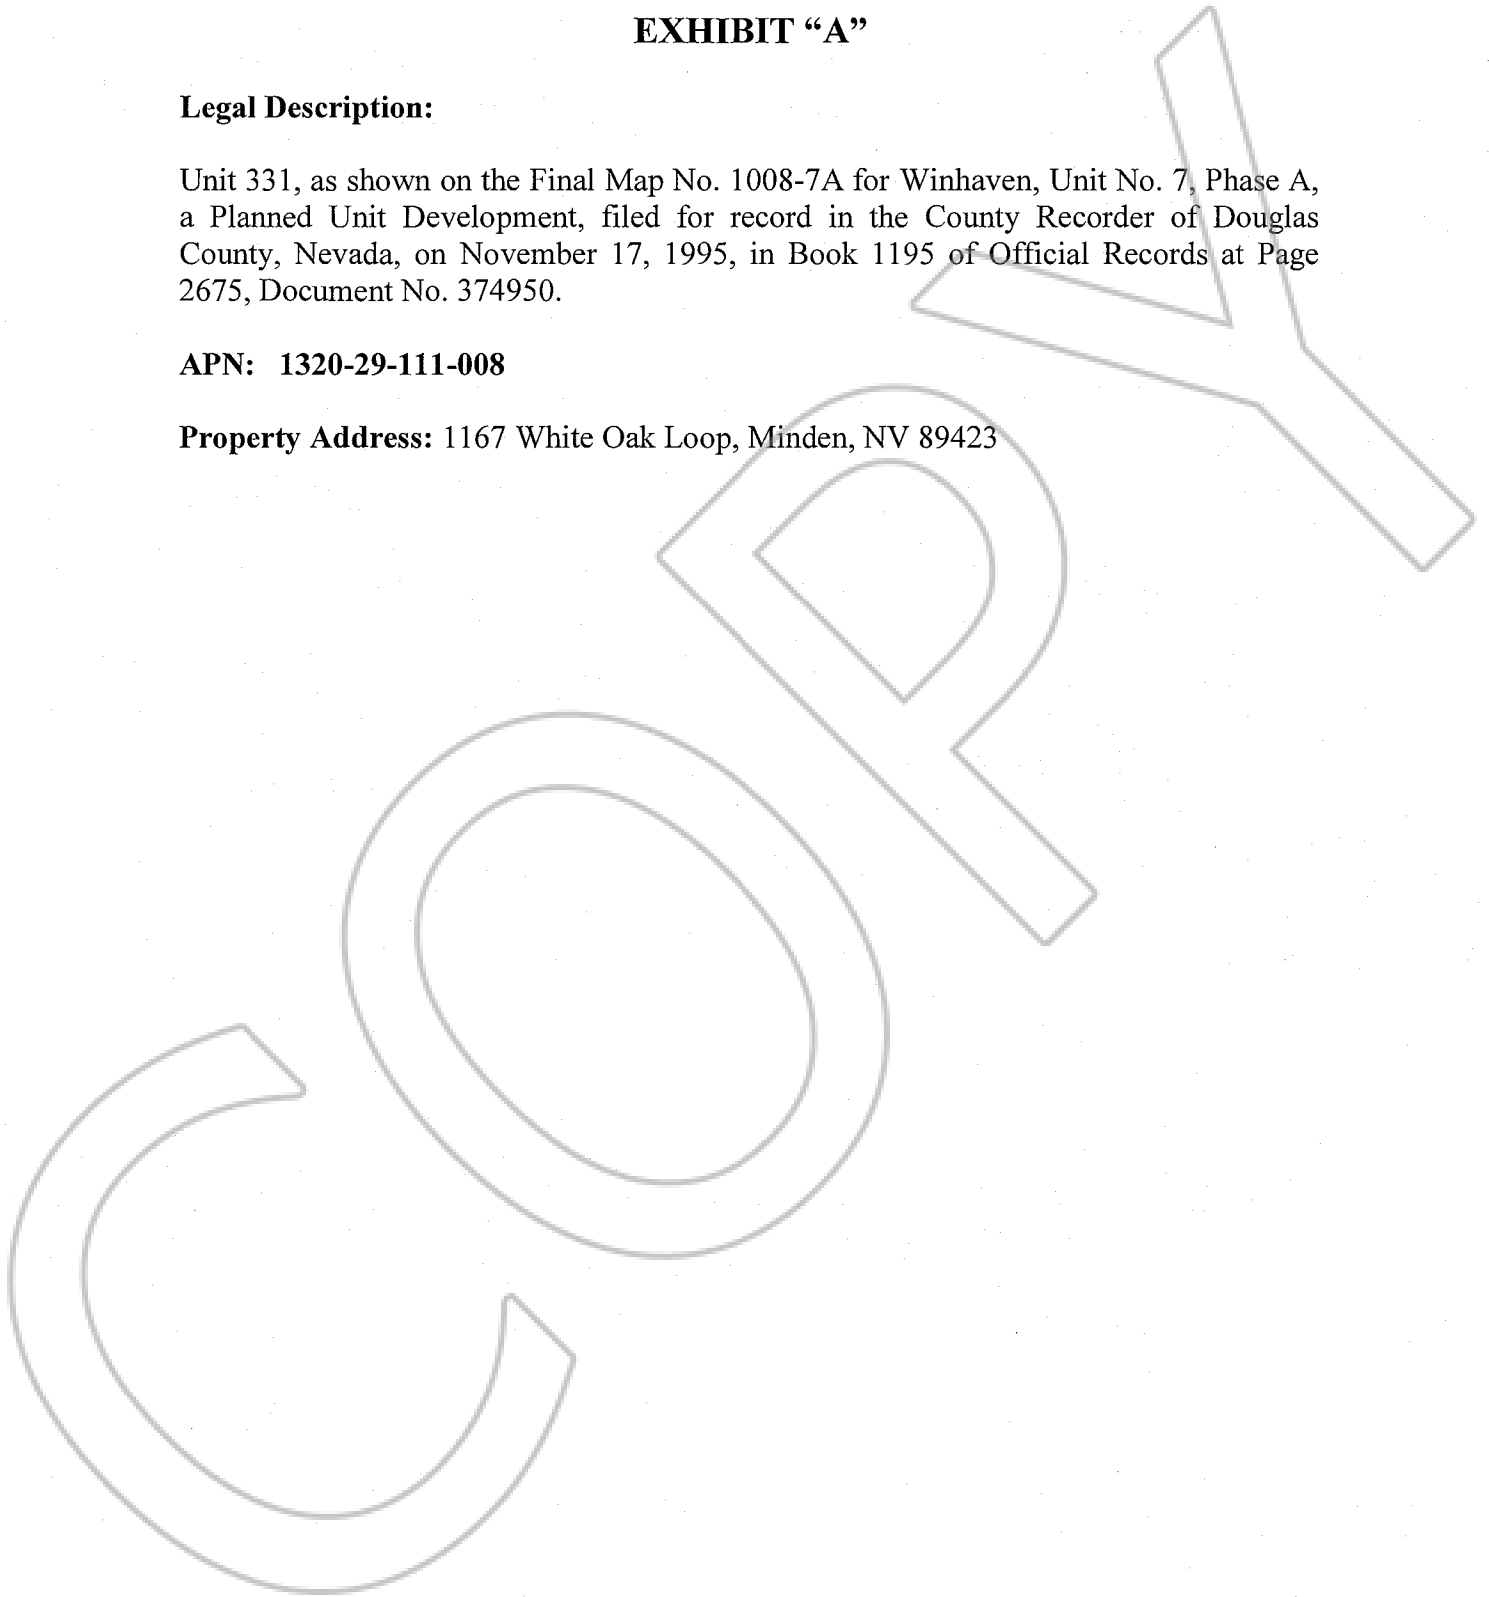 EXHIBIT “A”
Legal Description:
Unit 331, as shown on the Final Map No. 1008-7A for Winhaven, Unit No. 7, Phase A,
a Planned Unit Development, filed for record in the County Recorder of Douglas
County, Nevada, on November 17, 1995, in Book 1195 of Official Records at Page
2675, Document No. 374950.
APN: 1320-29-111-008
Property Address: 1167 White Oak Loop, Minden, NV 89423
COPY